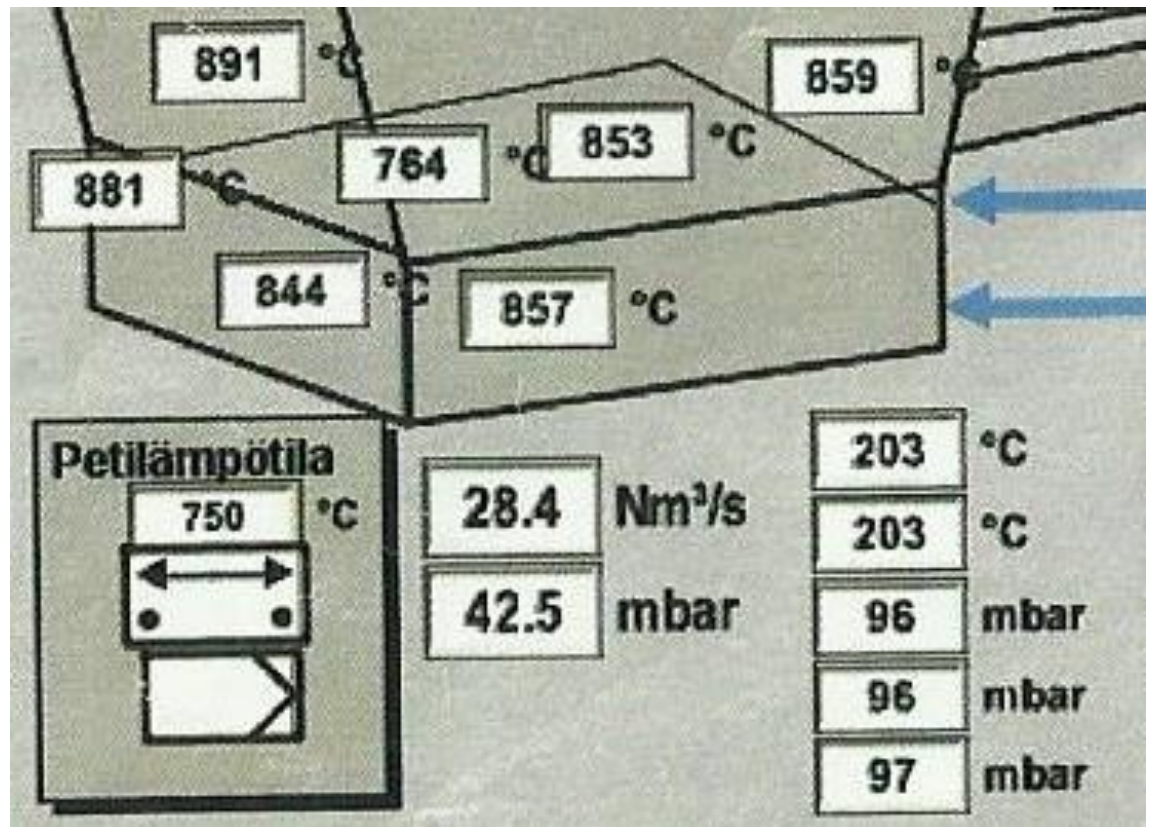 891 °C
859 °C
853 °C
764 °C
881 °C
844 °C
857 °C
Petilämpötila
750 °C
28.4 Nm³/s
42.5 mbar
203 °C
203 °C
96 mbar
96 mbar
97 mbar